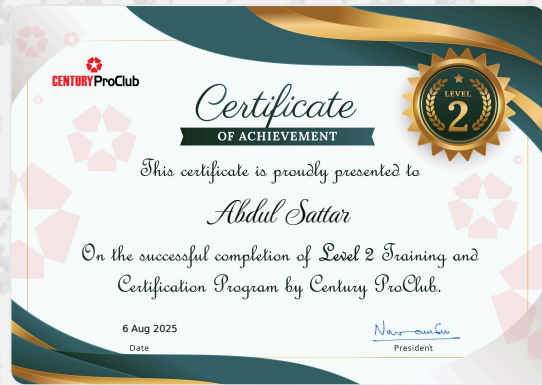 CENTURY ProClub
Certificate
OF ACHIEVEMENT
LEVEL
2
This certificate is proudly presented to
Abdul Sattar
On the successful completion of Level 2 Training and
Certification Program by Century ProClub.
6 Aug 2025
Date
President